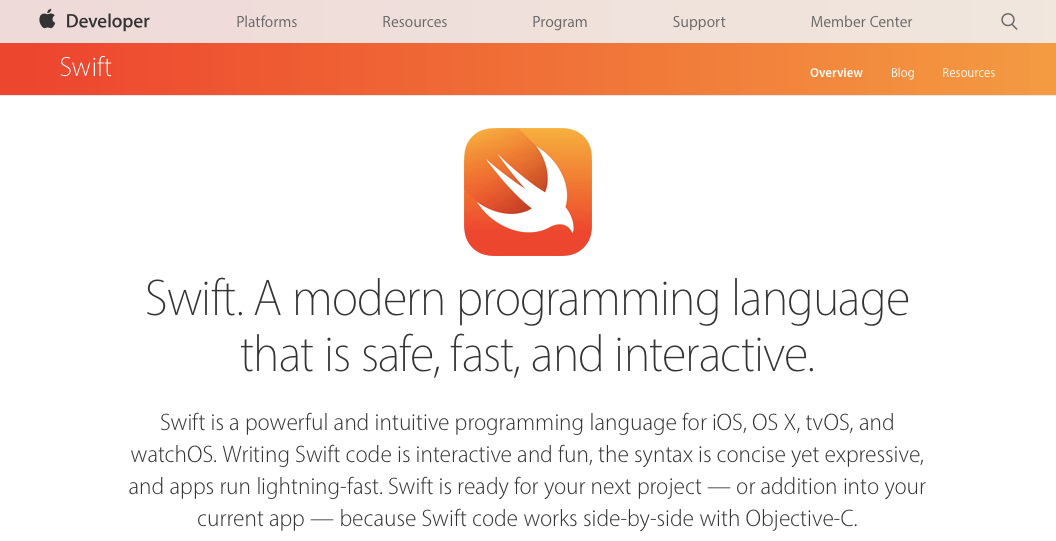 Developer Platforms Resources Program Support Member Center
Swift Overview Blog Resources
Swift. A modern programming language
that is safe, fast, and interactive.
Swift is a powerful and intuitive programming language for iOS, OS X, tvOS, and
watchOS. Writing Swift code is interactive and fun, the syntax is concise yet expressive,
and apps run lightning-fast. Swift is ready for your next project — or addition into your
current app — because Swift code works side-by-side with Objective-C.